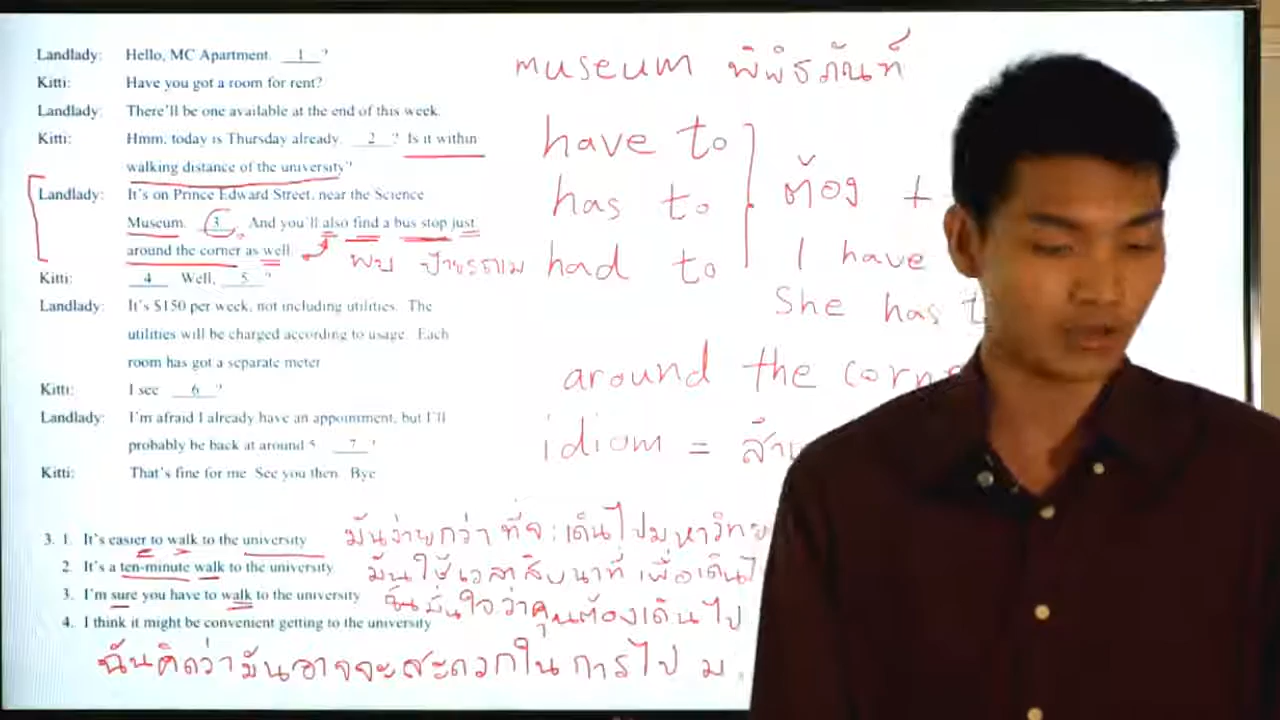 Landlady: Hello, MC Apartment. 1 ?
Kitti: Have you got a room for rent?
Landlady: There'll be one available at the end of this week.
Kitti: Hmm, today is Thursday already. 2 ? Is it within
walking distance of the university?
Landlady: It's on Prince Edward Street, near the Science
Museum. 3 . And you'll also find a bus stop just
around the corner as well.
พบ ป้ายรถเม
Kitti: 4 Well, 5 ?
Landlady: It's $150 per week, not including utilities. The
utilities will be charged according to usage. Each
room has got a separate meter
Kitti: I see 6 ?
Landlady: I'm afraid I already have an appointment, but I'll
probably be back at around 5. 7 ?
Kitti: That's fine for me. See you then. Bye
museum พิพิธภัณฑ์
have to
has to
had to
ต้อง +
I have
She has t
around the corne
idiom =
3. 1. It's easier to walk to the university มันง่ายกว่า ที่จะเดินไปมหาวิทย
2. It's a ten-minute walk to the university มันใช้เวลาสิบนาที่ เพื่อเดินไ
3. I'm sure you have to walk to the university ฉันมั่นใจว่าคุณต้องเดินไป
4. I think it might be convenient getting to the university
ฉันคิดว่ามันอาจจะสะดวกในการไป ม